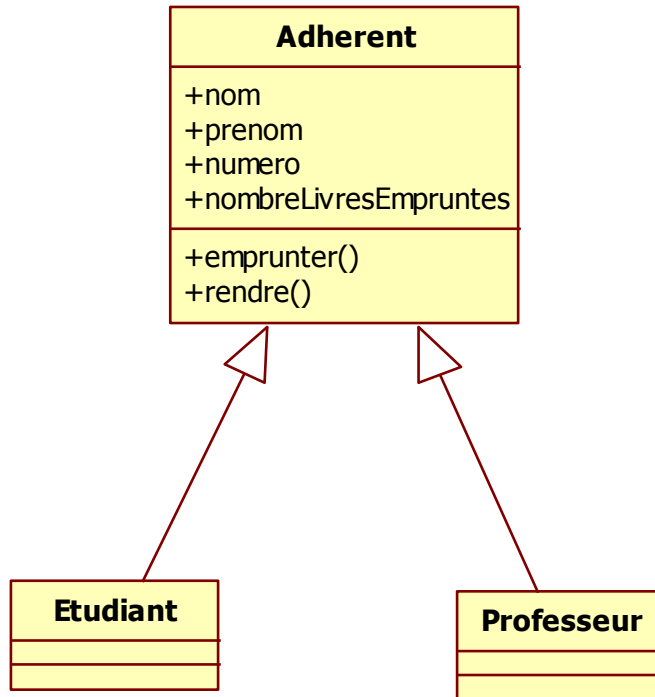 Adherent
+nom
+prenom
+numero
+nombreLivresEmpruntes
+emprunter()
+rendre()
Etudiant
Professeur